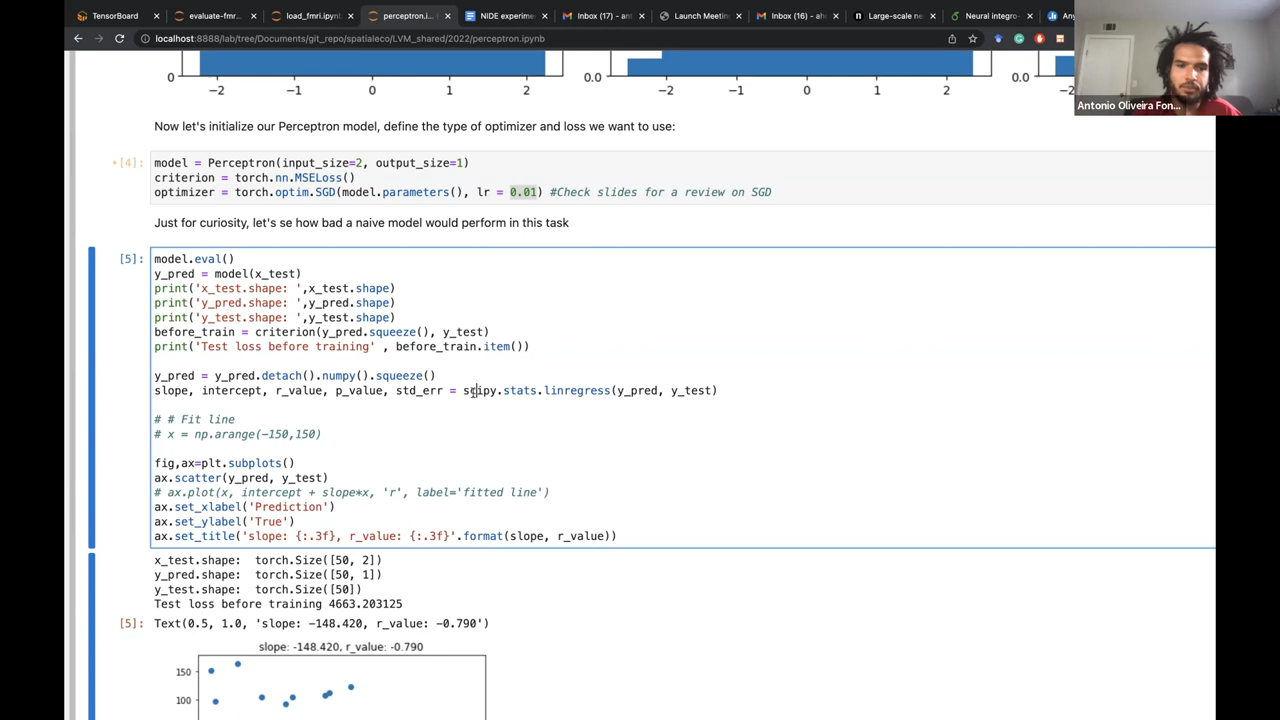 TensorBoard evaluate-fmr... load_fmri.ipynb perceptron.i... NIDE experime Gmail (17) - Launch Meeting Gmail (16) - Large-scale ne Neural integro- Any
localhost:8888/lab/tree/Documents/git_repo/spatialeco/LVM_shared/2022/perceptron.ipynb
0 0.0 0.0
−2 −1 0 1 2 −2 −1 0 1 2 −2
Antonio Oliveira Fon...
Now let's initialize our Perceptron model, define the type of optimizer and loss we want to use:
[4]: model = Perceptron(input_size=2, output_size=1)
criterion = torch.nn.MSELoss()
optimizer = torch.optim.SGD(model.parameters(), lr = 0.01) #Check slides for a review on SGD
Just for curiosity, let's se how bad a naive model would perform in this task
[5]: model.eval()
y_pred = model(x_test)
print('x_test.shape: ',x_test.shape)
print('y_pred.shape: ',y_pred.shape)
print('y_test.shape: ',y_test.shape)
before_train = criterion(y_pred.squeeze(), y_test)
print('Test loss before training' , before_train.item())
y_pred = y_pred.detach().numpy().squeeze()
slope, intercept, r_value, p_value, std_err = scipy.stats.linregress(y_pred, y_test)
# # Fit line
# x = np.arange(-150,150)
fig,ax=plt.subplots()
ax.scatter(y_pred, y_test)
# ax.plot(x, intercept + slope*x, 'r', label='fitted line')
ax.set_xlabel('Prediction')
ax.set_ylabel('True')
ax.set_title('slope: {:.3f}, r_value: {:.3f}'.format(slope, r_value))
x_test.shape:  torch.Size([50, 2])
y_pred.shape:  torch.Size([50, 1])
y_test.shape:  torch.Size([50])
Test loss before training 4663.203125
[5]: Text(0.5, 1.0, 'slope: -148.420, r_value: -0.790')
slope: -148.420, r_value: -0.790
150
100